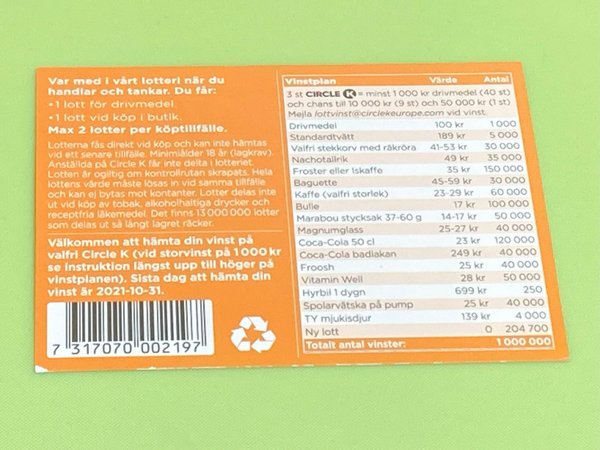 Var med i vårt lotteri när du
handlar och tankar. Du får:
• 1 lott för drivmedel.
• 1 lott vid köp i butik.
Max 2 lotter per köptillfälle.
Lotterna fås direkt vid köp och kan inte hämtas
vid ett senare tillfälle. Minimiålder 18 år (lagkrav).
Anställda på Circle K får inte delta i lotteriet.
Lotten är ogiltig om kontrollrutan skrapats. Hela
lottens värde måste lösas in vid samma tillfälle
och kan ej bytas mot kontanter. Lotter delas inte
ut vid köp av tobak, alkoholhaltiga drycker och
receptfria läkemedel. Det finns 13 000 000 lotter
som delas ut så långt lagret räcker.
Välkommen att hämta din vinst på
valfri Circle K (vid storvinst på 1 000 kr
se instruktion längst upp till höger på
vinstplanen). Sista dag att hämta din
vinst är 2021-10-31.
7 317070 002197
Vinstplan Värde Antal
3 st CIRCLE K = minst 1 000 kr drivmedel (40 st)
och chans till 10 000 kr (9 st) och 50 000 kr (1 st)
Mejla lottvinst@circlekeurope.com vid vinst.
Drivmedel 100 kr 1 000
Standardtvätt 189 kr 5 000
Valfri stekkorv med räkröra 41-53 kr 30 000
Nachotallrik 49 kr 35 000
Froster eller Iskaffe 35 kr 150 000
Baguette 45-59 kr 30 000
Kaffe (valfri storlek) 23-29 kr 60 000
Bulle 17 kr 100 000
Marabou stycksak 37-60 g 14-17 kr 50 000
Magnumglass 25-27 kr 40 000
Coca-Cola 50 cl 23 kr 120 000
Coca-Cola badlakan 249 kr 40 000
Froosh 25 kr 40 000
Vitamin Well 28 kr 50 000
Hyrbil 1 dygn 699 kr 250
Spolarvätska på pump 25 kr 40 000
TY mjukisdjur 139 kr 4 000
Ny lott 0 204 700
Totalt antal vinster: 1 000 000